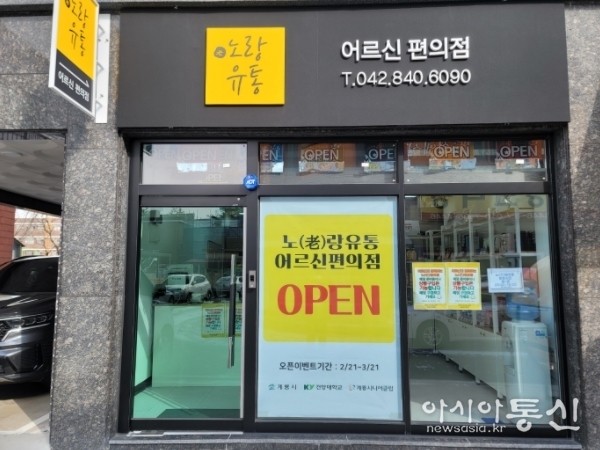 노랑
유통
어르신 편의점
노랑
유통
어르신 편의점
T.042.840.6090
OPEN
OPEN
OPEN
ADT
노(老)랑유통
어르신편의점
OPEN
오픈이벤트기간 : 2/21-3/21
계룡시
KY 건양대학교
계룡시니어클럽
아시아통신
newsasia.kr